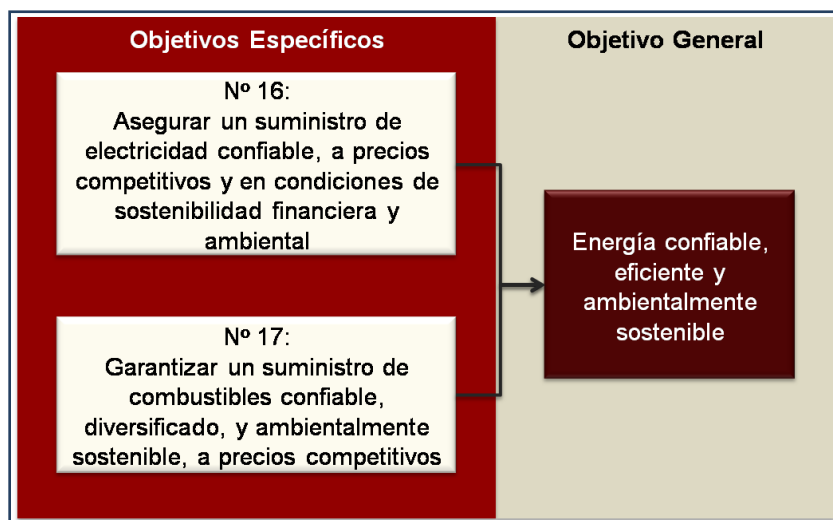 Objetivos Específicos
Nº 16:
Asegurar un suministro de
electricidad confiable, a precios
competitivos y en condiciones de
sostenibilidad financiera y
ambiental
Nº 17:
Garantizar un suministro de
combustibles confiable,
diversificado, y ambientalmente
sostenible, a precios competitivos
Objetivo General
Energía confiable,
eficiente y
ambientalmente
sostenible